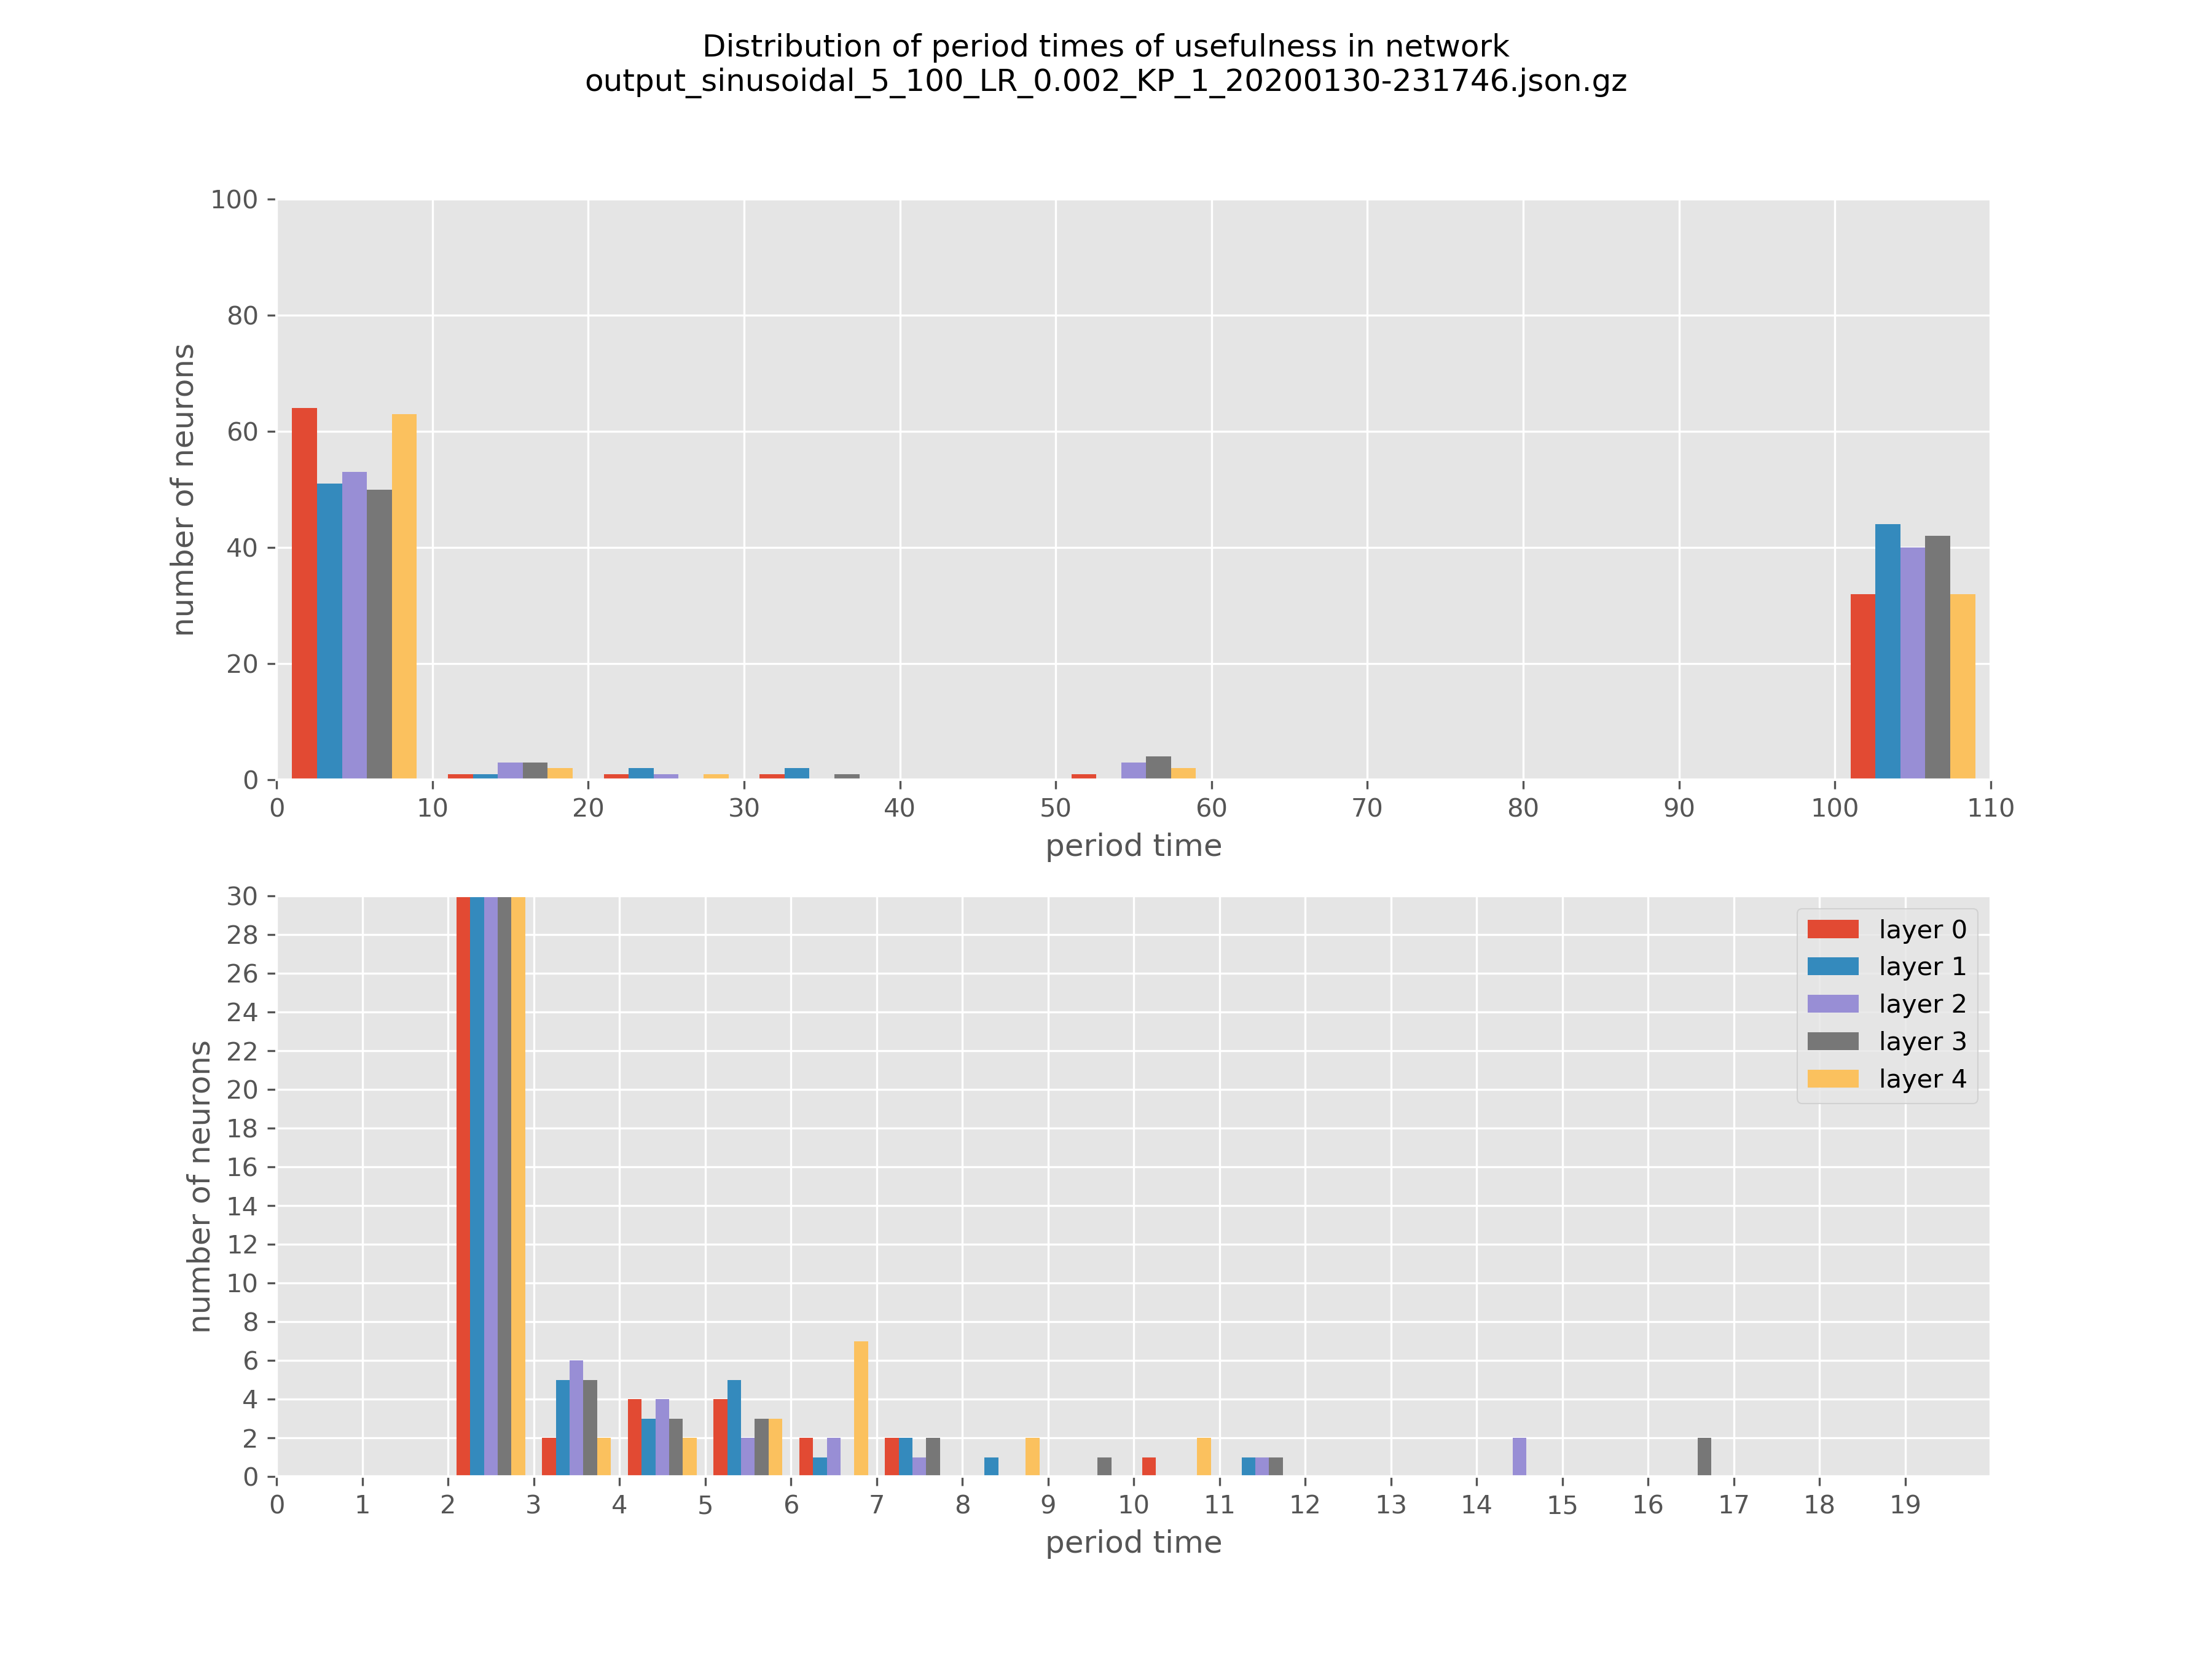 Distribution of period times of usefulness in network
output_sinusoidal_5_100_LR_0.002_KP_1_20200130-231746.json.gz
100
80
60
40
20
0
number of neurons
0 10 20 30 40 50 60 70 80 90 100 110
period time
30
28
26
24
22
20
18
16
14
12
10
8
6
4
2
0
number of neurons
layer 0
layer 1
layer 2
layer 3
layer 4
0 1 2 3 4 5 6 7 8 9 10 11 12 13 14 15 16 17 18 19
period time